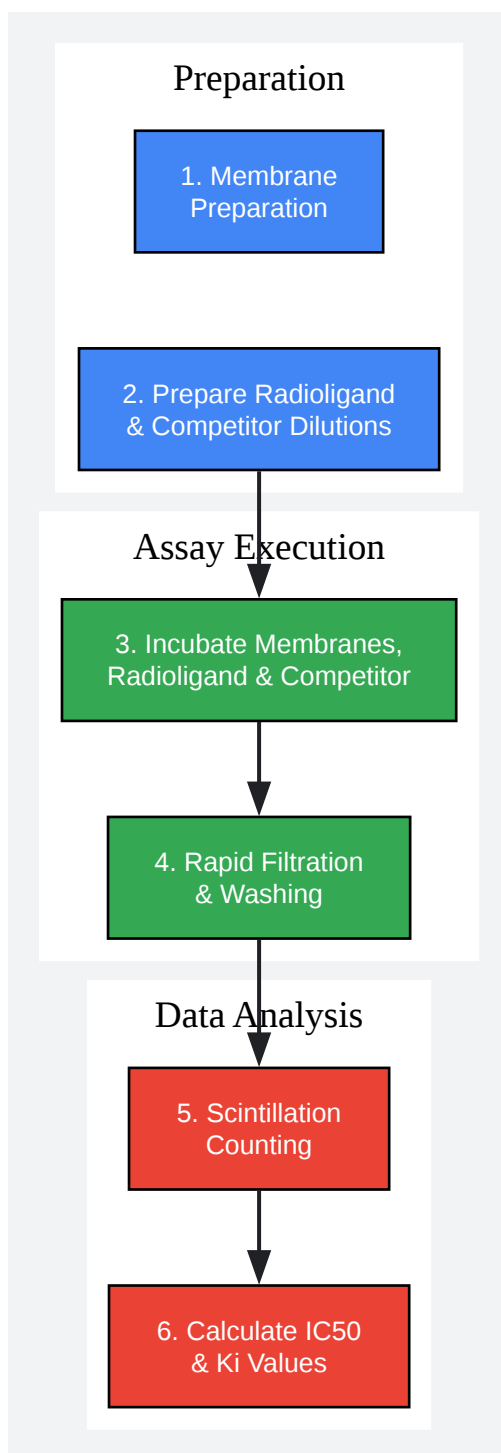 Preparation
1. Membrane
Preparation
2. Prepare Radioligand
& Competitor Dilutions
Assay Execution
3. Incubate Membranes,
Radioligand & Competitor
4. Rapid Filtration
& Washing
Data Analysis
5. Scintillation
Counting
6. Calculate IC50
& Ki Values